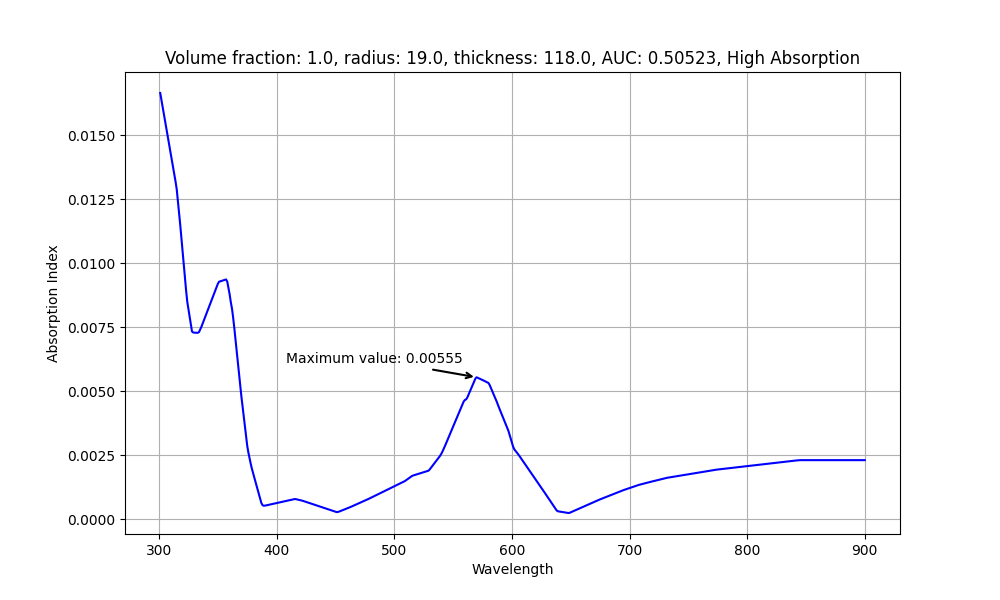 Volume fraction: 1.0, radius: 19.0, thickness: 118.0, AUC: 0.50523, High Absorption
Absorption Index
0.0150
0.0125
0.0100
0.0075
0.0050
0.0025
0.0000
Maximum value: 0.00555
300 400 500 600 700 800 900
Wavelength